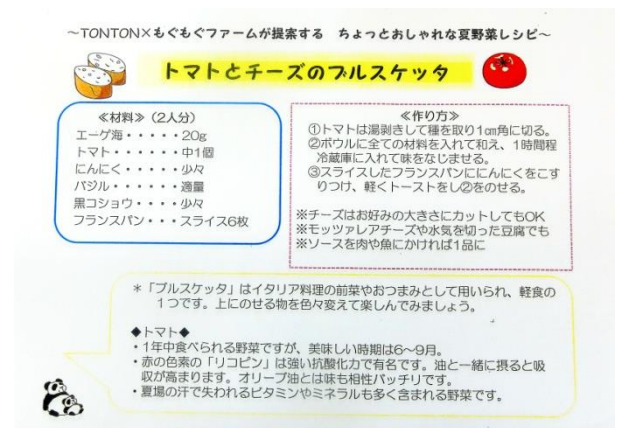 ～TONTON×もぐもぐファームが提案する ちょっとおしゃれな夏野菜レシピ～
トマトとチーズのブルスケッタ
≪材料≫（2人分）
エーゲ海・・・・・20g
トマト・・・・・・中1個
にんにく・・・・・少々
バジル・・・・・・適量
黒コショウ・・・・少々
フランスパン・・・スライス6枚
≪作り方≫
①トマトは湯剥きして種を取り1㎝角に切る。
②ボウルに全ての材料を入れて和え、1時間程
冷蔵庫に入れて味をなじませる。
③スライスしたフランスパンににんにくをこす
りつけ、軽くトーストをし②をのせる。
※チーズはお好みの大きさにカットしてもOK
※モッツァレアチーズや水気を切った豆腐でも
※ソースを肉や魚にかければ1品に
＊「ブルスケッタ」はイタリア料理の前菜やおつまみとして用いられ、軽食の
１つです。上にのせる物を色々変えて楽しんでみましょう。
◆トマト◆
・1年中食べられる野菜ですが、美味しい時期は6～9月。
・赤の色素の「リコピン」は強い抗酸化力で有名です。油と一緒に摂ると吸
収が高まります。オリーブ油とは味も相性バッチリです。
・夏場の汗で失われるビタミンやミネラルも多く含まれる野菜です。